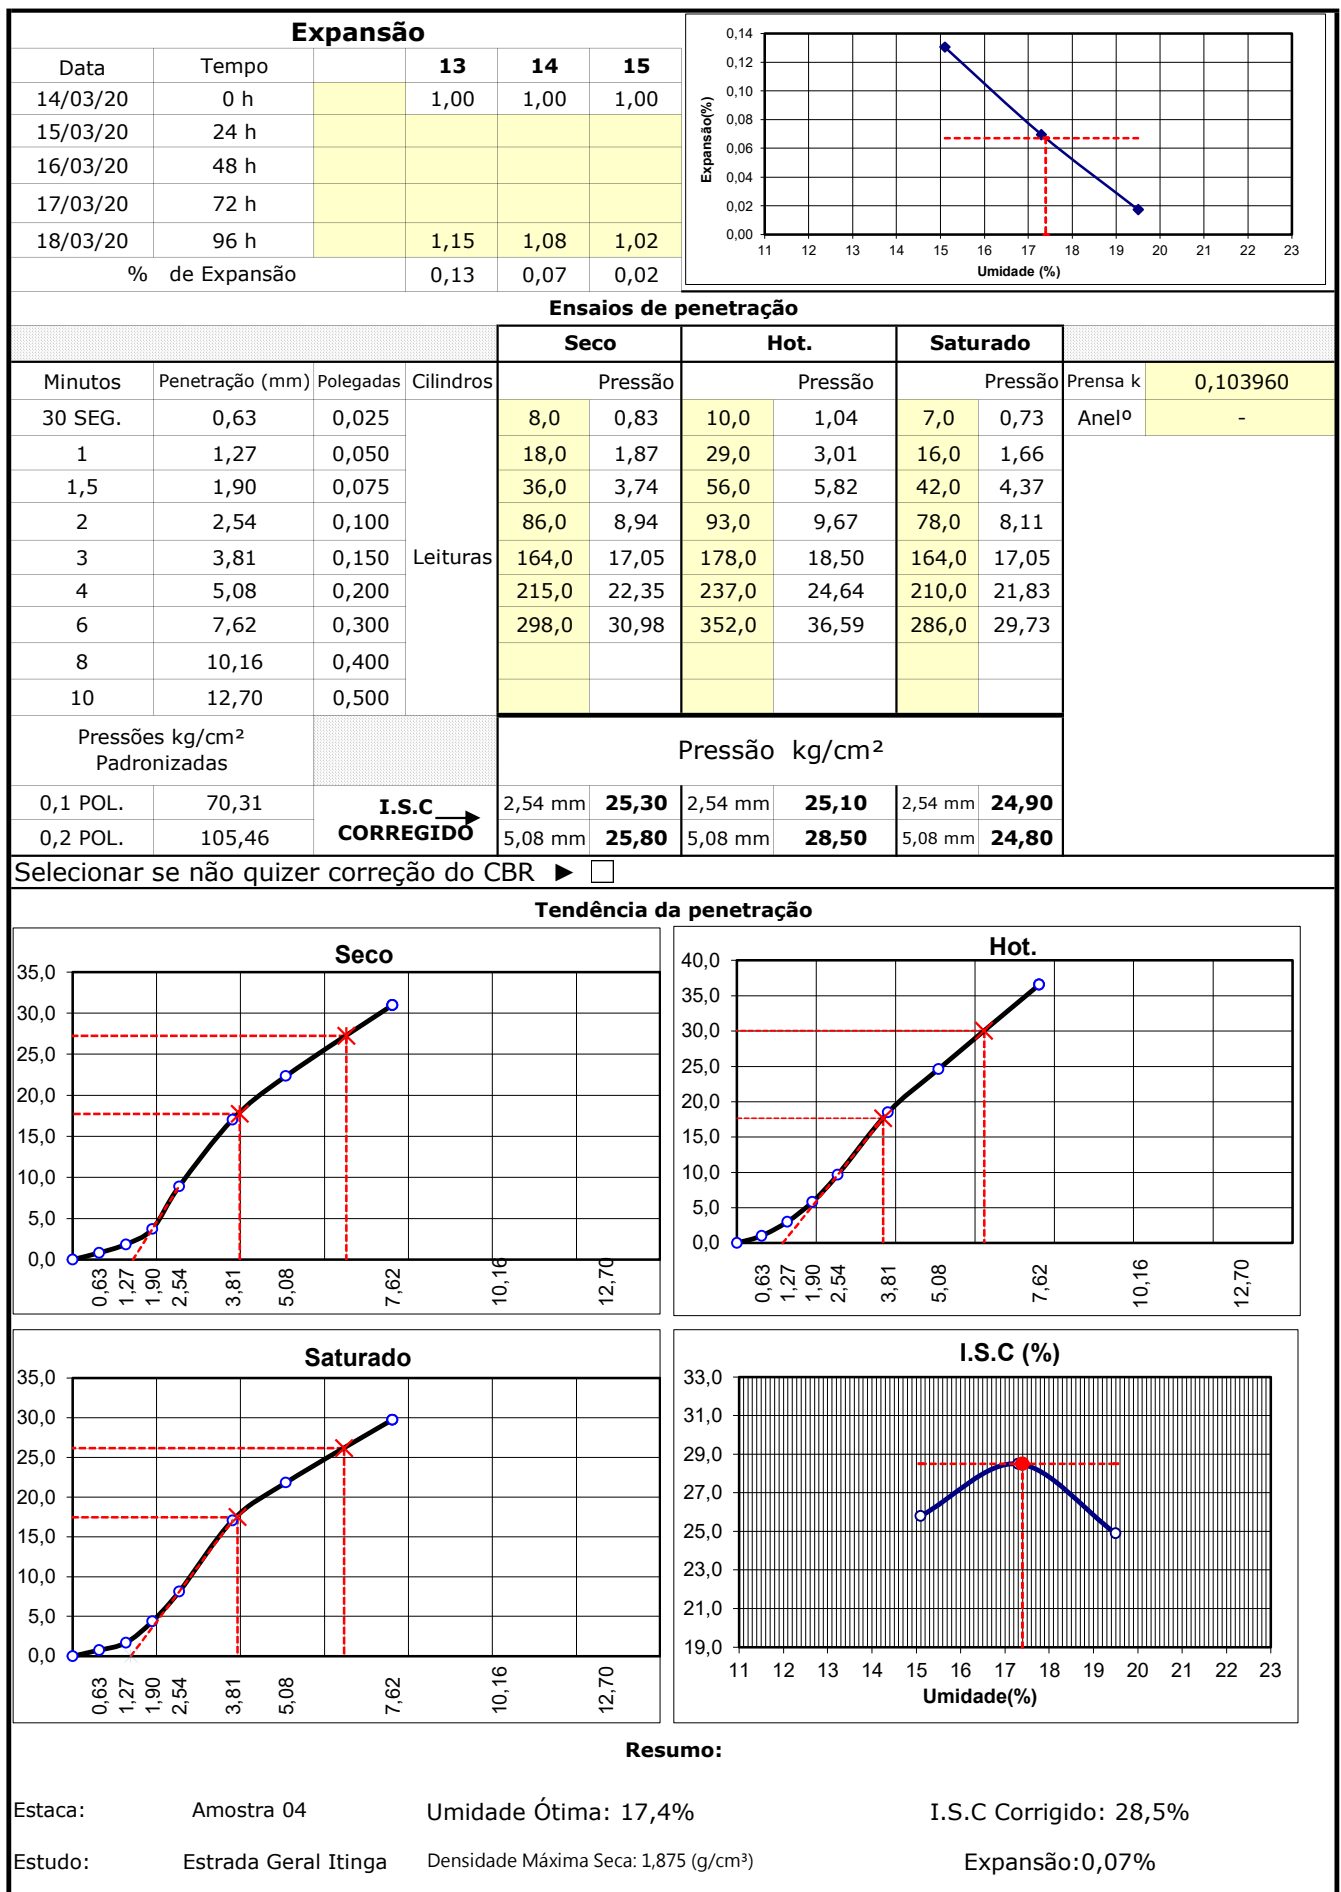 Expansão
Data Tempo 13 14 15
14/03/20 0 h 1,00 1,00 1,00
15/03/20 24 h
16/03/20 48 h
17/03/20 72 h
18/03/20 96 h 1,15 1,08 1,02
% de Expansão 0,13 0,07 0,02
0,14
0,12
0,10
0,08
0,06
0,04
0,02
0,00
Expansão(%)
11 12 13 14 15 16 17 18 19 20 21 22 23
Umidade (%)
Ensaios de penetração
Seco Hot. Saturado
Minutos Penetração (mm) Polegadas Cilindros Pressão Pressão Pressão Prensa k 0,103960
30 SEG. 0,63 0,025 8,0 0,83 10,0 1,04 7,0 0,73 Anelº -
1 1,27 0,050 18,0 1,87 29,0 3,01 16,0 1,66
1,5 1,90 0,075 36,0 3,74 56,0 5,82 42,0 4,37
2 2,54 0,100 86,0 8,94 93,0 9,67 78,0 8,11
3 3,81 0,150 Leituras 164,0 17,05 178,0 18,50 164,0 17,05
4 5,08 0,200 215,0 22,35 237,0 24,64 210,0 21,83
6 7,62 0,300 298,0 30,98 352,0 36,59 286,0 29,73
8 10,16 0,400
10 12,70 0,500
Pressões kg/cm²
Padronizadas
Pressão kg/cm²
0,1 POL. 70,31 I.S.C 2,54 mm 25,30 2,54 mm 25,10 2,54 mm 24,90
0,2 POL. 105,46 CORREGIDO 5,08 mm 25,80 5,08 mm 28,50 5,08 mm 24,80
Selecionar se não quizer correção do CBR ►
Tendência da penetração
Seco
35,0
30,0
25,0
20,0
15,0
10,0
5,0
0,0
0,63 1,27 1,90 2,54 3,81 5,08 7,62 10,16 12,70
Hot.
40,0
35,0
30,0
25,0
20,0
15,0
10,0
5,0
0,0
0,63 1,27 1,90 2,54 3,81 5,08 7,62 10,16 12,70
Saturado
35,0
30,0
25,0
20,0
15,0
10,0
5,0
0,0
0,63 1,27 1,90 2,54 3,81 5,08 7,62 10,16 12,70
I.S.C (%)
33,0
31,0
29,0
27,0
25,0
23,0
21,0
19,0
11 12 13 14 15 16 17 18 19 20 21 22 23
Umidade(%)
Resumo:
Estaca: Amostra 04 Umidade Ótima: 17,4% I.S.C Corrigido: 28,5%
Estudo: Estrada Geral Itinga Densidade Máxima Seca: 1,875 (g/cm³) Expansão:0,07%